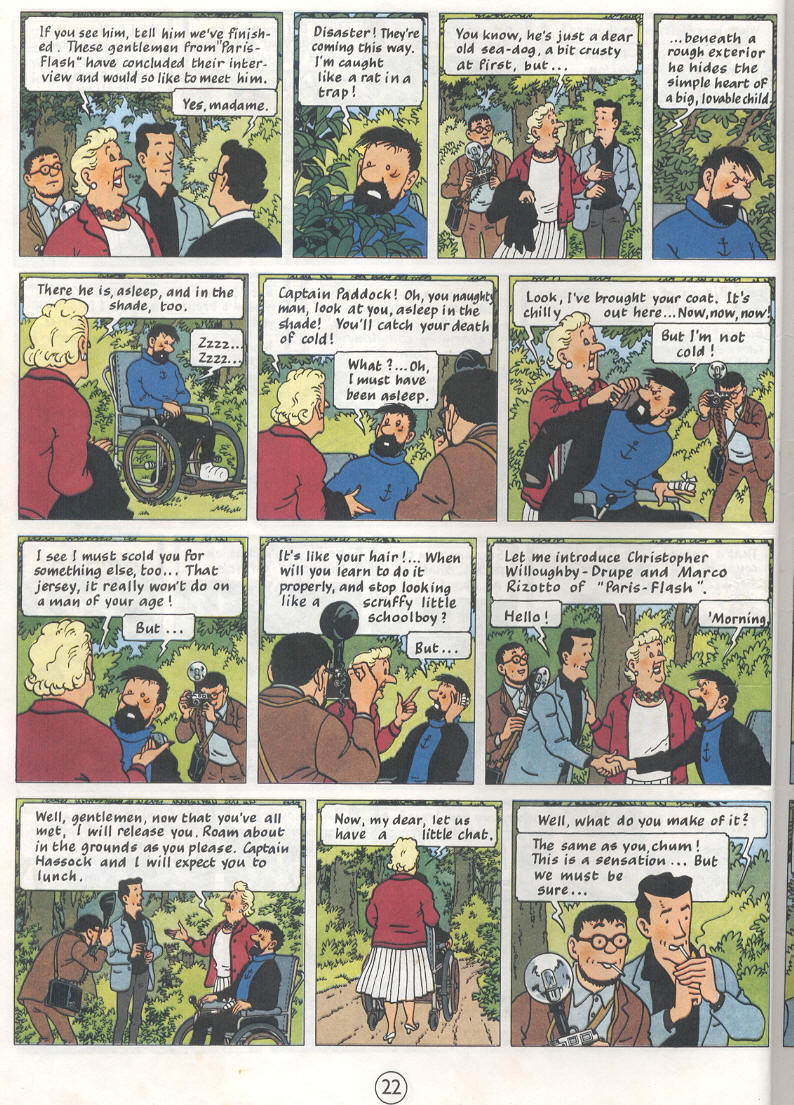 If you see him, tell him we've finish-
ed. These gentlemen from "Paris-
Flash" have concluded their inter-
view and would so like to meet him.
Yes, madame.
Disaster! They're
coming this way.
I'm caught
like a rat in a
trap!
You know, he's just a dear
old sea-dog, a bit crusty
at first, but...
...beneath a
rough exterior
he hides the
simple heart of
a big, lovable child.
There he is, asleep, and in the
shade, too.
Zzzz...
Zzzz...
Captain Paddock! Oh, you naughty
man, look at you, asleep in the
shade! You'll catch your death
of cold!
What?...Oh,
I must have
been asleep.
Look, I've brought your coat. It's
chilly out here...Now, now, now!
But I'm not
cold!
I see I must scold you for
something else, too... That
jersey, it really won't do on
a man of your age!
But...
It's like your hair!... When
will you learn to do it
properly, and stop looking
like a scruffy little
schoolboy?
But...
Let me introduce Christopher
Willoughby-Drupe and Marco
Rizotto of "Paris-Flash".
Hello!
'Morning.
Well, gentlemen, now that you've all
met, I will release you. Roam about
in the grounds as you please. Captain
Hassock and I will expect you to
lunch.
Now, my dear, let us
have a little chat.
Well, what do you make of it?
The same as you, chum!
This is a sensation... But
we must be
sure...
22